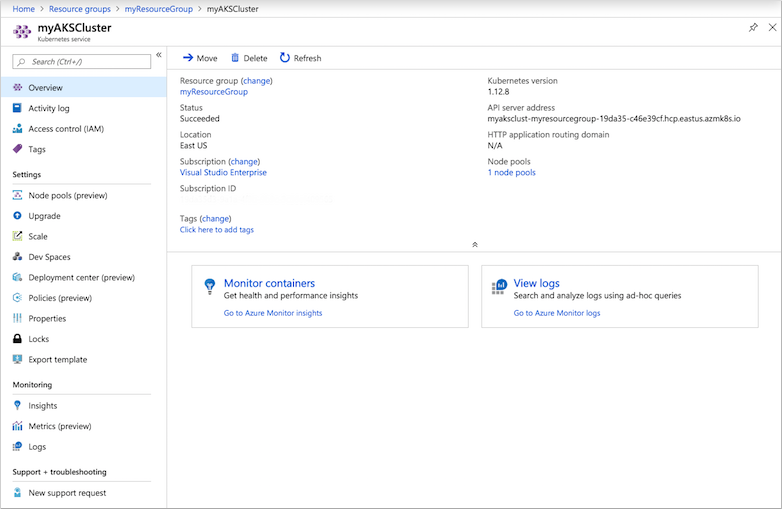 Home > Resource groups > myResourceGroup > myAKSCluster
myAKSCluster
Kubernetes service
Search (Ctrl+/)
«
Overview
Activity log
Access control (IAM)
Tags
Settings
Node pools (preview)
Upgrade
Scale
Dev Spaces
Deployment center (preview)
Policies (preview)
Properties
Locks
Export template
Monitoring
Insights
Metrics (preview)
Logs
Support + troubleshooting
New support request
Move Delete Refresh
Resource group (change)
myResourceGroup
Status
Succeeded
Location
East US
Subscription (change)
Visual Studio Enterprise
Subscription ID
Tags (change)
Click here to add tags
Kubernetes version
1.12.8
API server address
myaksclust-myresourcegroup-19da35-c46e39cf.hcp.eastus.azmk8s.io
HTTP application routing domain
N/A
Node pools
1 node pools
Monitor containers
Get health and performance insights
Go to Azure Monitor insights
View logs
Search and analyze logs using ad-hoc queries
Go to Azure Monitor logs